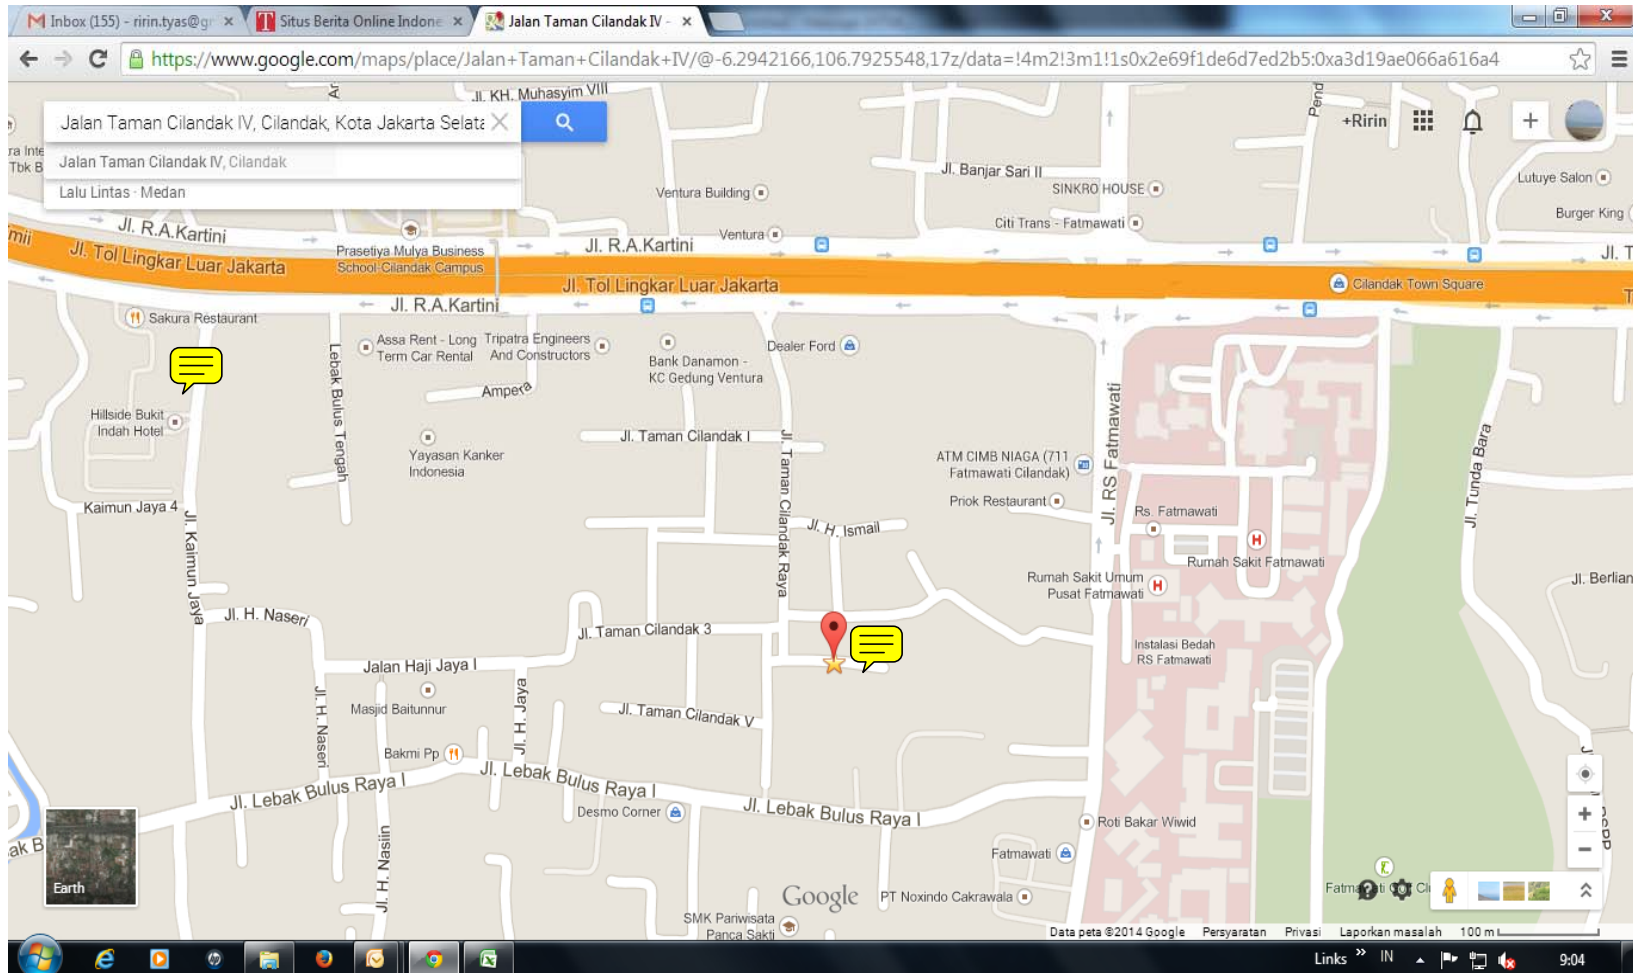 Inbox (155) - ririn.tyas@gr
Situs Berita Online Indone
Jalan Taman Cilandak IV -
https://www.google.com/maps/place/Jalan+Taman+Cilandak+IV/@-6.2942166,106.7925548,17z/data=!4m2!3m1!1s0x2e69f1de6d7ed2b5:0xa3d19ae066a616a4
Jl. KH. Muhasyim VIII
Jalan Taman Cilandak IV, Cilandak, Kota Jakarta Selata
+Ririn
Jalan Taman Cilandak IV, Cilandak
Lalu Lintas · Medan
Tbk B
Jl. Banjar Sari II
SINKRO HOUSE
Lutuye Salon
Ventura Building
Citi Trans - Fatmawati
Burger King
Jl. R.A.Kartini
Ventura
Jl. R.A.Kartini
Prasetiya Mulya Business
School-Cilandak Campus
Jl. Tol Lingkar Luar Jakarta
Jl. Tol Lingkar Luar Jakarta
Cilandak Town Square
Jl. R.A.Kartini
Sakura Restaurant
Assa Rent - Long
Term Car Rental
Tripatra Engineers
And Constructors
Dealer Ford
Bank Danamon -
KC Gedung Ventura
Ampera
Lebak Bulus Tengah
Hillside Bukit
Indah Hotel
Jl. Taman Cilandak I
Jl. Taman Cilandak Raya
Jl. RS Fatmawati
Jl. Tunda Bara
Yayasan Kanker
Indonesia
ATM CIMB NIAGA (711
Fatmawati Cilandak)
Priok Restaurant
Kaimun Jaya 4
Jl. Kaimun Jaya
Rs. Fatmawati
Jl. H. Ismail
Rumah Sakit Fatmawati
Rumah Sakit Umum
Pusat Fatmawati
Jl. Berlian
Jl. H. Naseri
Jl. Taman Cilandak 3
Instalasi Bedah
RS Fatmawati
Jalan Haji Jaya I
Jl. H. Naseri
Masjid Baitunnur
Jl. H. Jaya
Jl. Taman Cilandak V
Bakmi Pp
Jl. Lebak Bulus Raya I
Jl. Lebak Bulus Raya I
Desmo Corner
Jl. Lebak Bulus Raya I
Roti Bakar Wiwid
Jl. H. Nasiin
Fatmawati
Earth
Google
PT Noxindo Cakrawala
SMK Pariwisata
Panca Sakti
Data peta ©2014 Google
Persyaratan
Privasi
Laporkan masalah
100 m
Links
IN
9:04